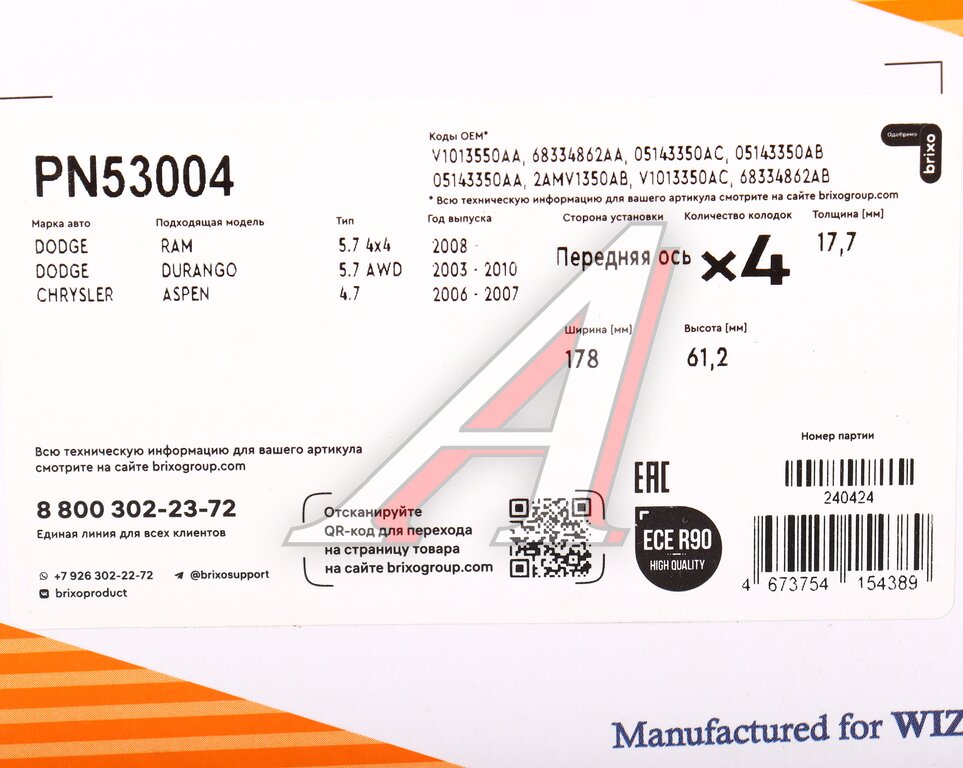 PN53004
Коды OEM*
V1013550AA, 68334862AA, 05143350AC, 05143350AB
05143350AA, 2AMV1350AB, V1013350AC, 68334862AB
* Всю техническую информацию для вашего артикула смотрите на сайте brixogroup.com
Одобрено
brixo
Марка авто Подходящая модель Тип Год выпуска
DODGE RAM 5.7 4x4 2008 -
DODGE DURANGO 5.7 AWD 2003 - 2010
CHRYSLER ASPEN 4.7 2006 - 2007
Сторона установки Количество колодок Толщина [мм]
Передняя ось x4 17,7
Ширина [мм] Высота [мм]
178 61,2
Всю техническую информацию для вашего артикула
смотрите на сайте brixogroup.com
8 800 302-23-72
Единая линия для всех клиентов
+7 926 302-22-72 @brixosupport
brixoproduct
Отсканируйте
QR-код для перехода
на страницу товара
на сайте brixogroup.com
EAC
ECE R90
HIGH QUALITY
Номер партии
240424
4 673754 154389
Manufactured for WIZ